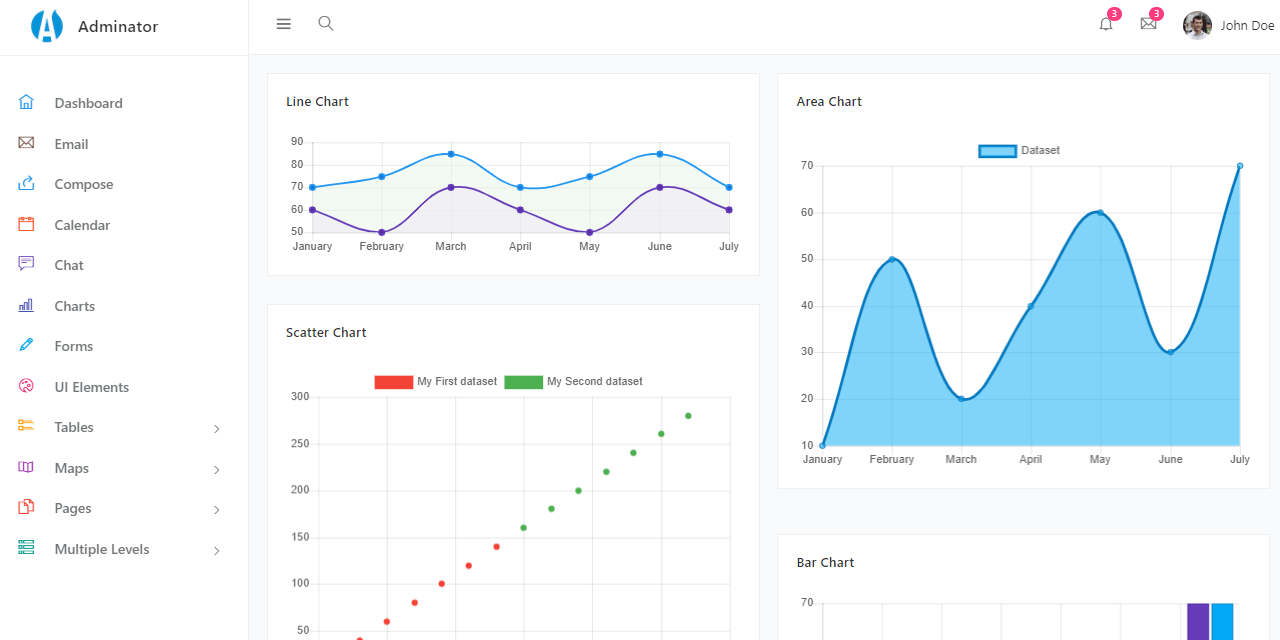 Adminator
3
3
John Doe
Dashboard
Email
Compose
Calendar
Chat
Charts
Forms
UI Elements
Tables
Maps
Pages
Multiple Levels
Line Chart
90
80
70
60
50
January February March April May June July
Scatter Chart
My First dataset My Second dataset
300
250
200
150
100
50
Area Chart
Dataset
70
60
50
40
30
20
10
January February March April May June July
Bar Chart
70